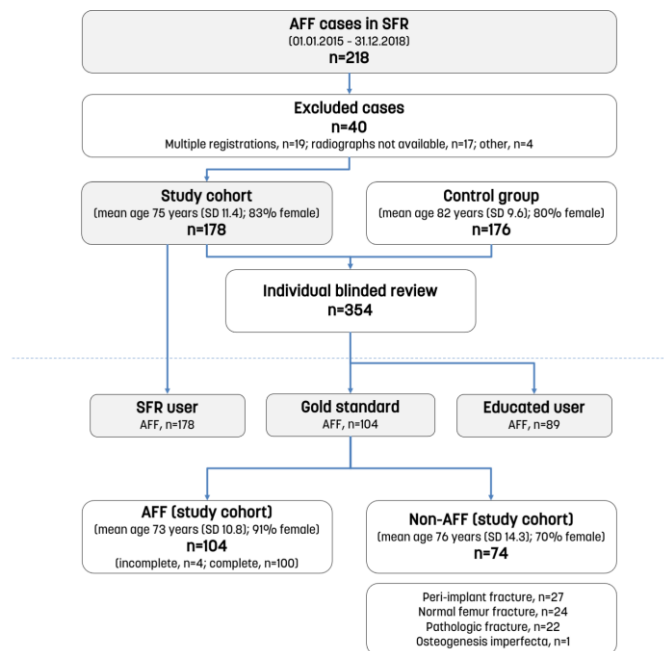 AFF cases in SFR
(01.01.2015 - 31.12.2018)
n=218
Excluded cases
n=40
Multiple registrations, n=19; radiographs not available, n=17; other, n=4
Study cohort
(mean age 75 years (SD 11.4); 83% female)
n=178
Control group
(mean age 82 years (SD 9.6); 80% female)
n=176
Individual blinded review
n=354
SFR user
AFF, n=178
Gold standard
AFF, n=104
Educated user
AFF, n=89
AFF (study cohort)
(mean age 73 years (SD 10.8); 91% female)
n=104
(incomplete, n=4; complete, n=100)
Non-AFF (study cohort)
(mean age 76 years (SD 14.3); 70% female)
n=74
Peri-implant fracture, n=27
Normal femur fracture, n=24
Pathologic fracture, n=22
Osteogenesis imperfecta, n=1